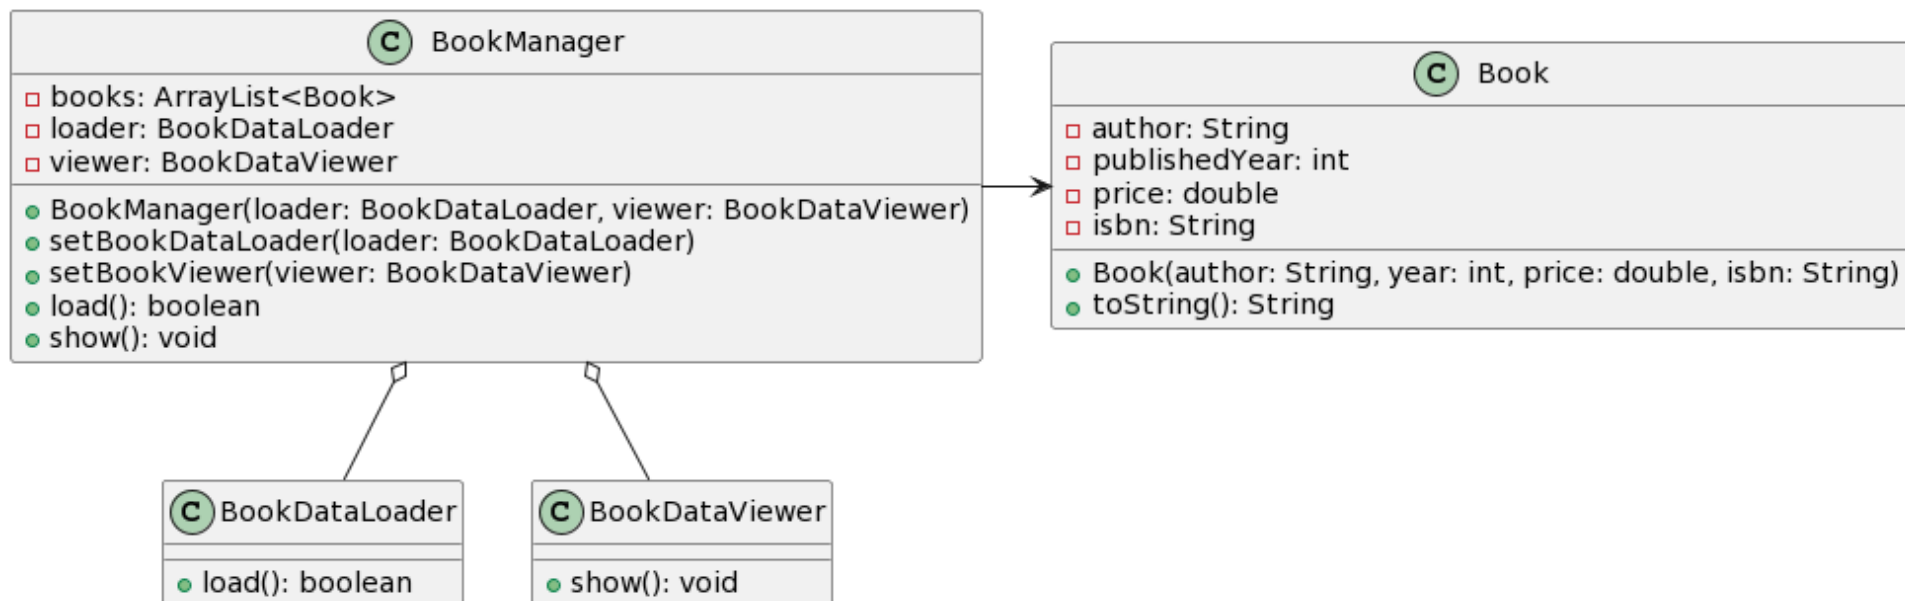 C BookManager
books: ArrayList<Book>
loader: BookDataLoader
viewer: BookDataViewer
BookManager(loader: BookDataLoader, viewer: BookDataViewer)
setBookDataLoader(loader: BookDataLoader)
setBookViewer(viewer: BookDataViewer)
load(): boolean
show(): void
C Book
author: String
publishedYear: int
price: double
isbn: String
Book(author: String, year: int, price: double, isbn: String)
toString(): String
C BookDataLoader
load(): boolean
C BookDataViewer
show(): void